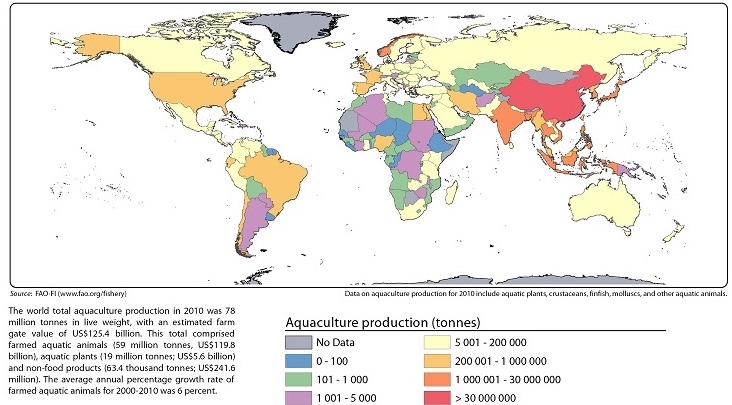 Source: FAO-FI (www.fao.org/fishery)
Data on aquaculture production for 2010 include aquatic plants, crustaceans, finfish, molluscs, and other aquatic animals.
The world total aquaculture production in 2010 was 78
million tonnes in live weight, with an estimated farm
gate value of US$125.4 billion. This total comprised
farmed aquatic animals (59 million tonnes, US$119.8
billion), aquatic plants (19 million tonnes; US$5.6 billion)
and non-food products (63.4 thousand tonnes; US$241.6
million). The average annual percentage growth rate of
farmed aquatic animals for 2000-2010 was 6 percent.
Aquaculture production (tonnes)
No Data
0 - 100
101 - 1 000
1 001 - 5 000
5 001 - 200 000
200 001 - 1 000 000
1 000 001 - 30 000 000
> 30 000 000